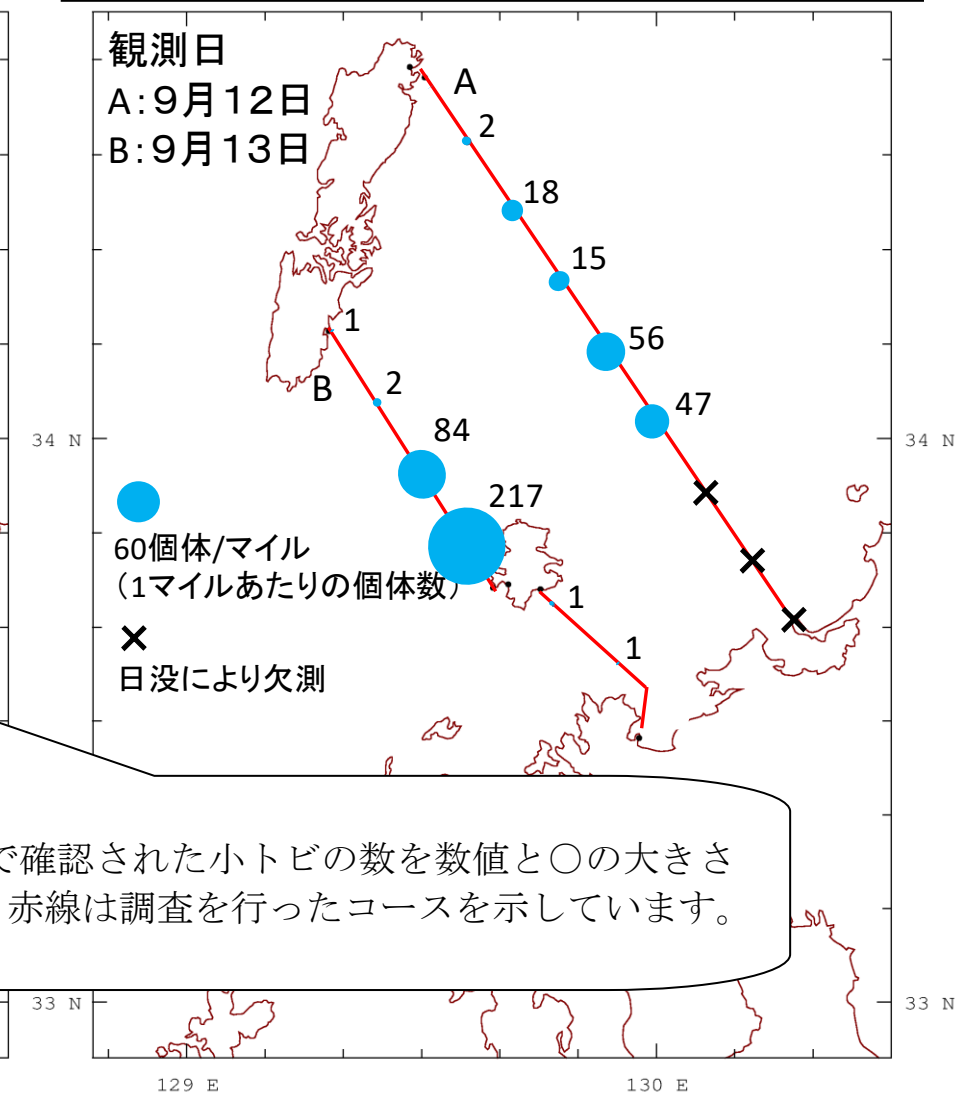 観測日
A:9月12日
B:9月13日
A
2
18
15
56
47
1
B
2
84
217
1
1
34 N
34 N
60個体/マイル
(1マイルあたりの個体数)
×
日没により欠測
で確認された小トビの数を数値と○の大きさ
赤線は調査を行ったコースを示しています。
33 N
33 N
129 E
130 E